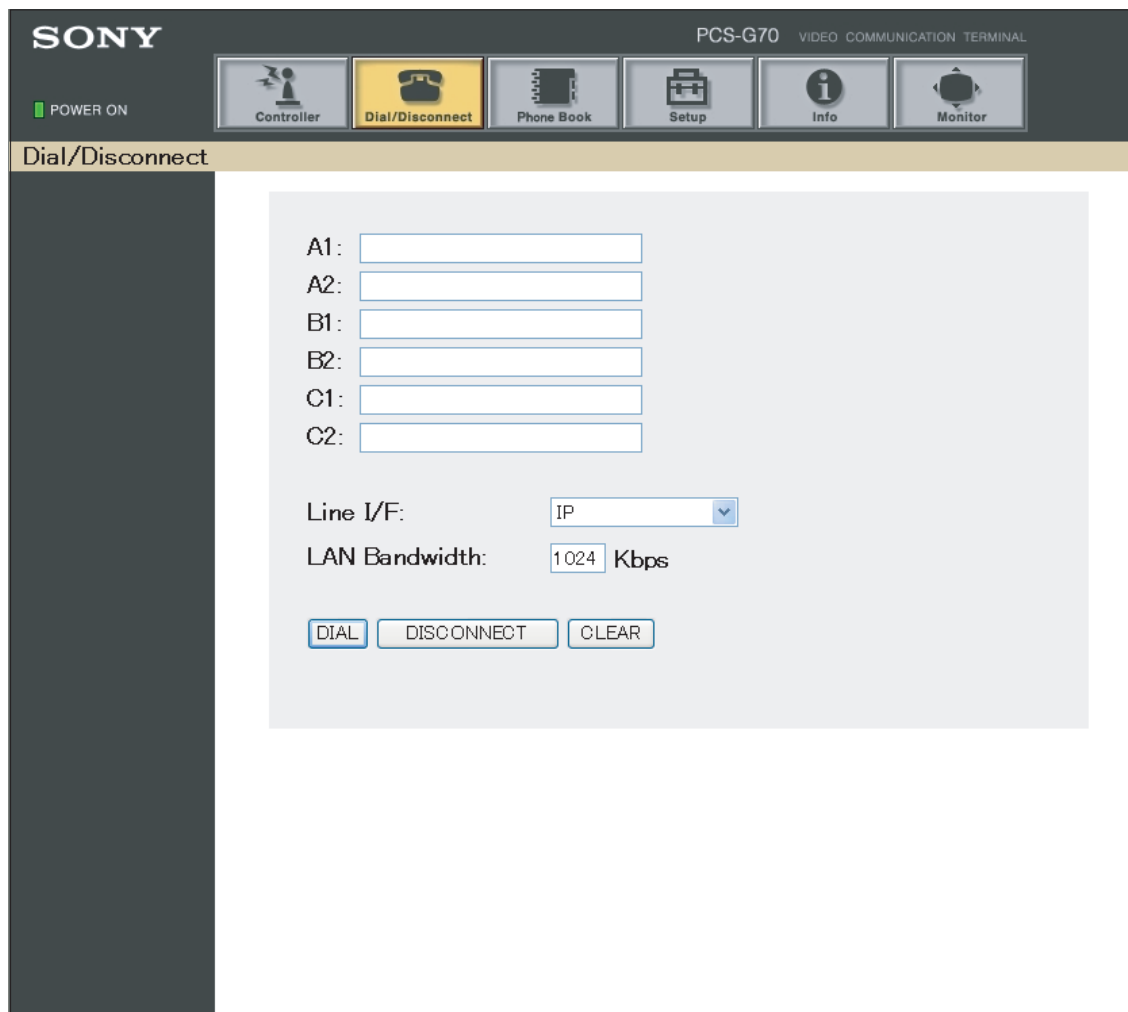 SONY
PCS-G70 VIDEO COMMUNICATION TERMINAL
POWER ON
Controller
Dial/Disconnect
Phone Book
Setup
Info
Monitor
Dial/Disconnect
A1:
A2:
B1:
B2:
C1:
C2:
Line I/F: IP
LAN Bandwidth: 1024 Kbps
DIAL DISCONNECT CLEAR